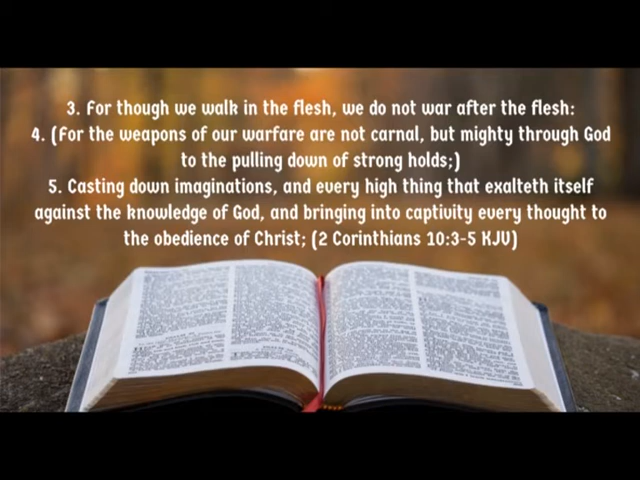 3. For though we walk in the flesh, we do not war after the flesh:
4. (For the weapons of our warfare are not carnal, but mighty through God
to the pulling down of strong holds;)
5. Casting down imaginations, and every high thing that exalteth itself
against the knowledge of God, and bringing into captivity every thought to
the obedience of Christ; (2 Corinthians 10:3-5 KJV)